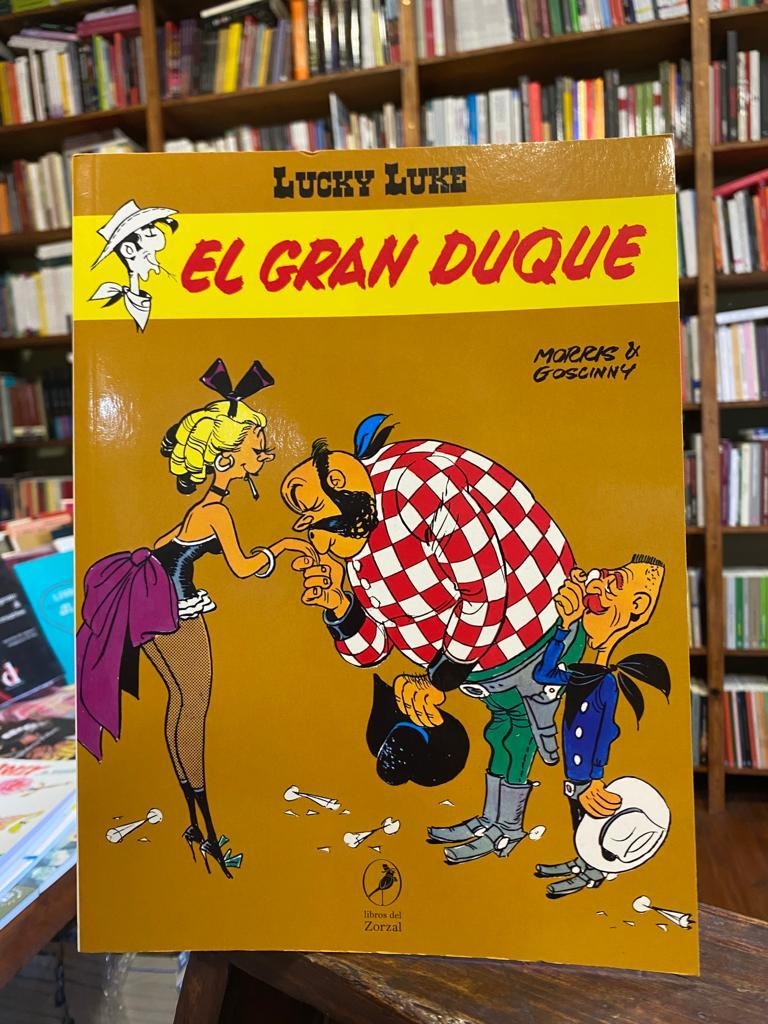 LUCKY LUKE
EL GRAN DUQUE
MORRIS &
GOSCINNY
libros del
Zorzal